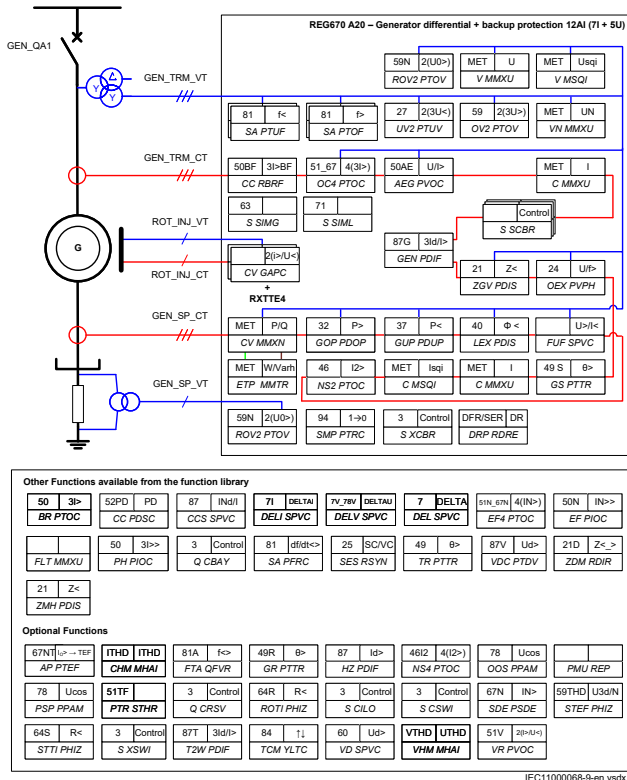 REG670 A20 – Generator differential + backup protection 12AI (7I + 5U)
GEN_QA1
59N 2(U0>) MET U MET Usqi
ROV2 PTOV V MMXU V MSQI
Y Δ Y
GEN_TRM_VT
81 f< 81 f> 27 2(3U<) 59 2(3U>) MET UN
SA PTUF SA PTOF UV2 PTUV OV2 PTOV VN MMXU
GEN_TRM_CT
50BF 3I>BF 51_67 4(3I>) 50AE U/I> MET I
CC RBRF OC4 PTOC AEG PVOC C MMXU
63 71 Control
S SIMG S SIML S SCBR
ROT_INJ_VT
G
2(I>/U<) 87G 3Id/I>
CV GAPC GEN PDIF
ROT_INJ_CT
+
RXTTE4
21 Z< 24 U/f>
ZGV PDIS OEX PVPH
GEN_SP_CT
MET P/Q 32 P> 37 P< 40 Φ < U>/I<
CV MMXN GOP PDOP GUP PDUP LEX PDIS FUF SPVC
MET W/Varh 46 I2> MET Isqi MET I 49 S θ>
ETP MMTR NS2 PTOC C MSQI C MMXU GS PTTR
GEN_SP_VT
59N 2(U0>) 94 1→0 3 Control DFR/SER DR
ROV2 PTOV SMP PTRC S XCBR DRP RDRE
Other Functions available from the function library
50 3I> 52PD PD 87 INd/I 7I DELTAI 7V_78V DELTAU 7 DELTA 51N_67N 4(IN>) 50N IN>>
BR PTOC CC PDSC CCS SPVC DELI SPVC DELV SPVC DEL SPVC EF4 PTOC EF PIOC
50 3I>> 3 Control 81 df/dt<> 25 SC/VC 49 θ> 87V Ud> 21D Z<_>
FLT MMXU PH PIOC Q CBAY SA PFRC SES RSYN TR PTTR VDC PTDV ZDM RDIR
21 Z<
ZMH PDIS
Optional Functions
67NT I₀> → TEF ITHD ITHD 81A f<> 49R θ> 87 Id> 46I2 4(I2>) 78 Ucos
AP PTEF CHM MHAI FTA QFVR GR PTTR HZ PDIF NS4 PTOC OOS PPAM PMU REP
78 Ucos 51TF 3 Control 64R R< 3 Control 3 Control 67N IN> 59THD U3d/N
PSP PPAM PTR STHR Q CRSV ROTI PHIZ S CILO S CSWI SDE PSDE STEF PHIZ
64S R< 3 Control 87T 3Id/I> 84 ↑↓ 60 Ud> VTHD UTHD 51V 2(I>/U<)
STTI PHIZ S XSWI T2W PDIF TCM YLTC VD SPVC VHM MHAI VR PVOC
IEC11000068-9-en.vsdx